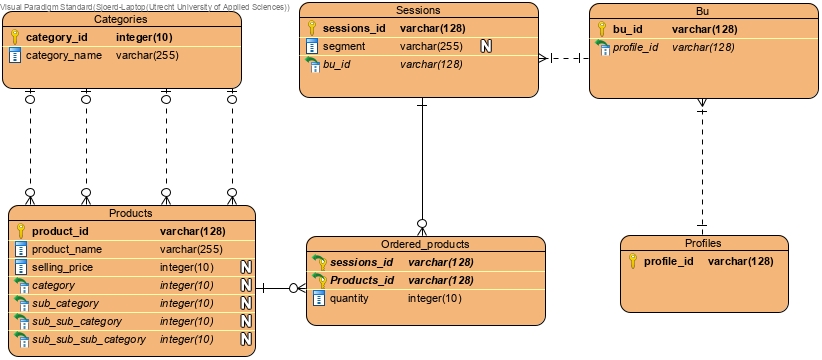 Visual Paradigm Standard(Sjoerd-Laptop(Utrecht University of Applied Sciences))
Categories
category_id integer(10)
category_name varchar(255)
Sessions
sessions_id varchar(128)
segment varchar(255) N
bu_id varchar(128)
Bu
bu_id varchar(128)
profile_id varchar(128)
Products
product_id varchar(128)
product_name varchar(255)
selling_price integer(10) N
category integer(10) N
sub_category integer(10) N
sub_sub_category integer(10) N
sub_sub_sub_category integer(10) N
Ordered_products
sessions_id varchar(128)
Products_id varchar(128)
quantity integer(10)
Profiles
profile_id varchar(128)